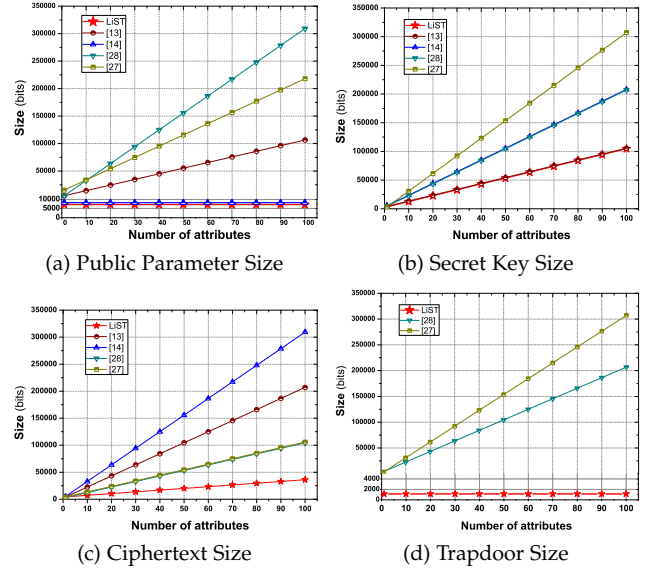 350000
300000
250000
200000
150000
100000
50000
10000
5000
0
Size (bits)
LiST
[13]
[14]
[28]
[27]
0 10 20 30 40 50 60 70 80 90 100
Number of attributes
(a) Public Parameter Size
350000
300000
250000
200000
150000
100000
50000
0
Size (bits)
LiST
[13]
[14]
[28]
[27]
0 10 20 30 40 50 60 70 80 90 100
Number of attributes
(b) Secret Key Size
350000
300000
250000
200000
150000
100000
50000
0
Size (bits)
LiST
[13]
[14]
[28]
[27]
0 10 20 30 40 50 60 70 80 90 100
Number of attributes
(c) Ciphertext Size
350000
300000
250000
200000
150000
100000
50000
4000
2000
0
Size (bits)
LiST
[28]
[27]
0 10 20 30 40 50 60 70 80 90 100
Number of attributes
(d) Trapdoor Size